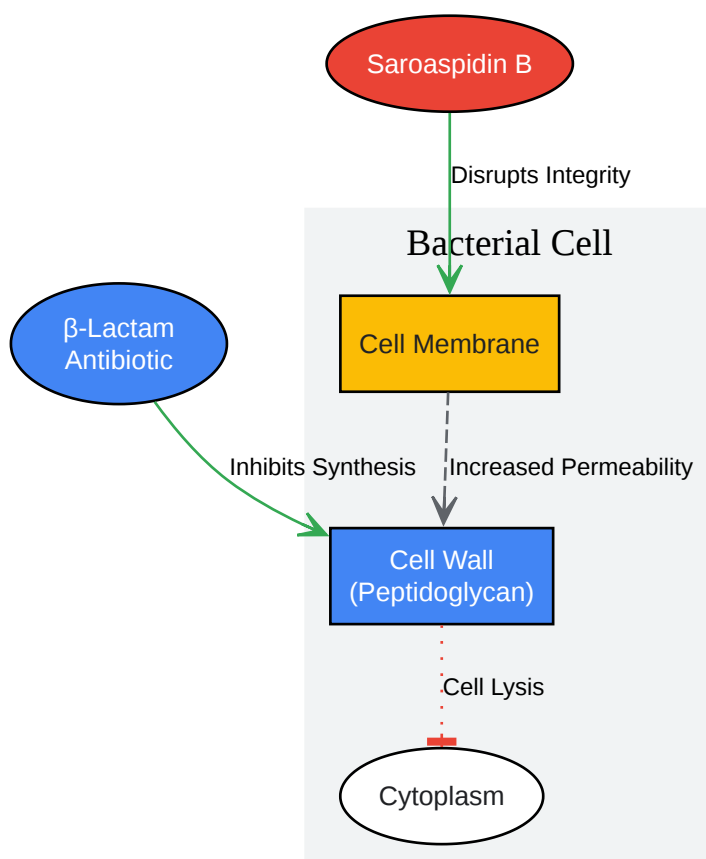 Saroaspidin B
Disrupts Integrity
Bacterial Cell
β-Lactam
Antibiotic
Cell Membrane
Inhibits Synthesis
Increased Permeability
Cell Wall
(Peptidoglycan)
Cell Lysis
Cytoplasm